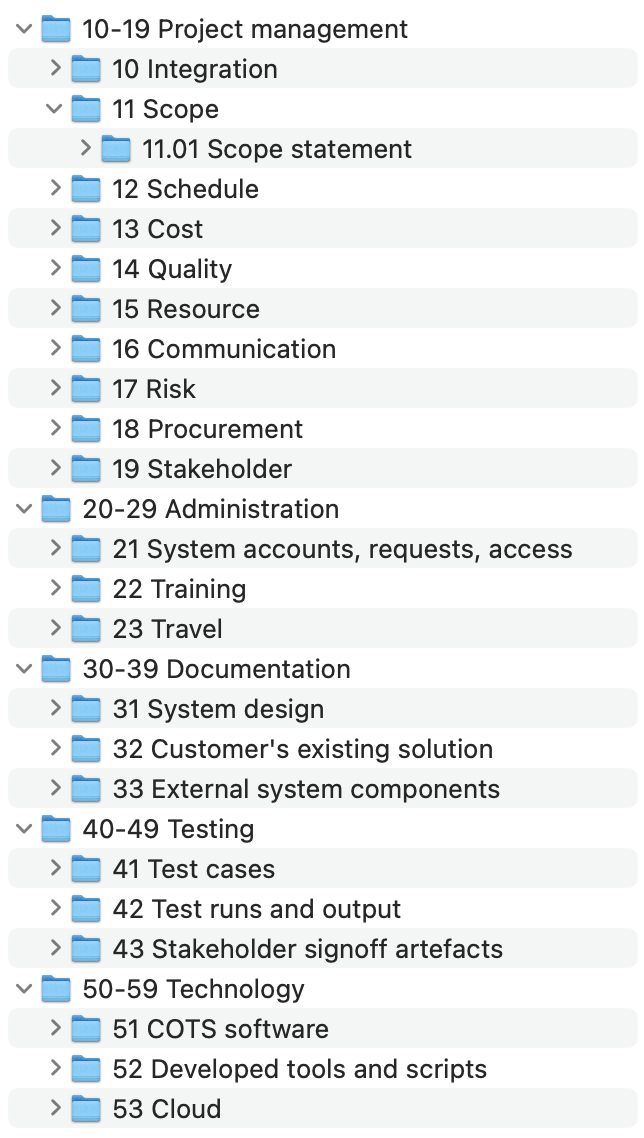 10-19 Project management
10 Integration
11 Scope
11.01 Scope statement
12 Schedule
13 Cost
14 Quality
15 Resource
16 Communication
17 Risk
18 Procurement
19 Stakeholder
20-29 Administration
21 System accounts, requests, access
22 Training
23 Travel
30-39 Documentation
31 System design
32 Customer's existing solution
33 External system components
40-49 Testing
41 Test cases
42 Test runs and output
43 Stakeholder signoff artefacts
50-59 Technology
51 COTS software
52 Developed tools and scripts
53 Cloud